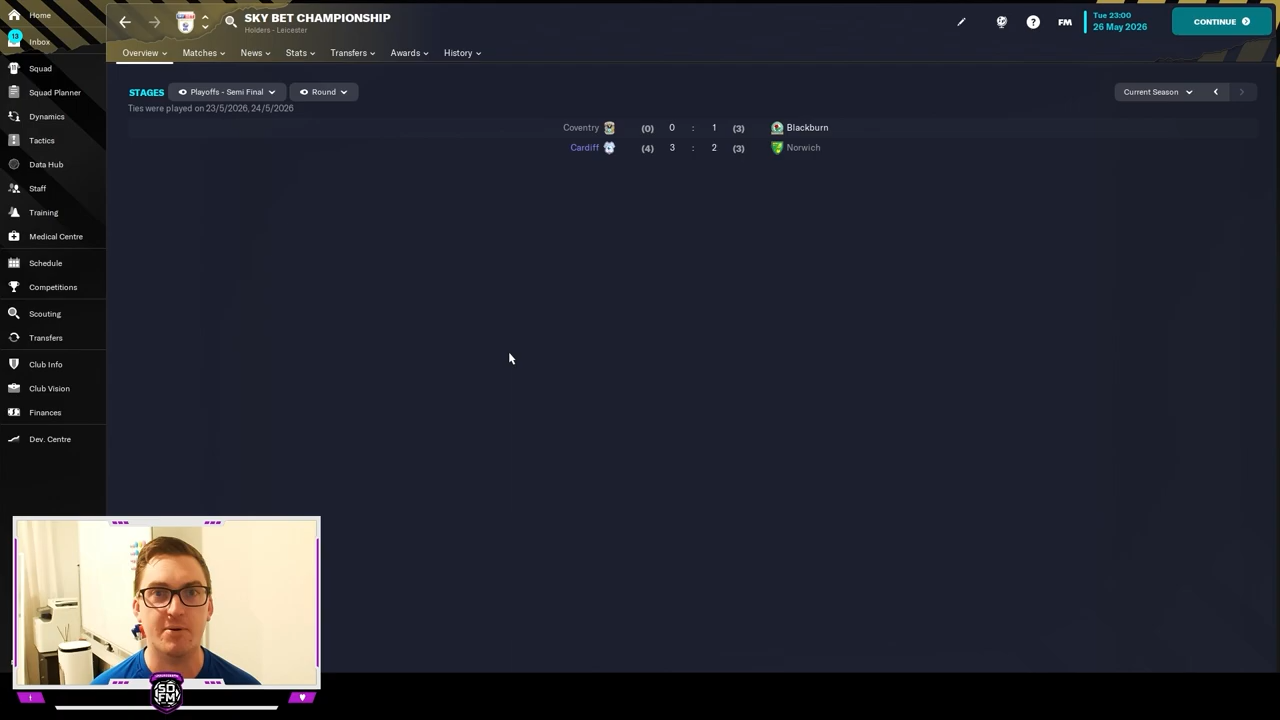 Home
SKY BET CHAMPIONSHIP
Holders - Leicester
FM
Tue 23:00
26 May 2026
CONTINUE
13
Inbox
Overview
Matches
News
Stats
Transfers
Awards
History
Squad
Squad Planner
Dynamics
Tactics
Data Hub
Staff
Training
Medical Centre
Schedule
Competitions
Scouting
Transfers
Club Info
Club Vision
Finances
Dev. Centre
STAGES
Playoffs - Semi Final
Round
Current Season
Ties were played on 23/5/2026, 24/5/2026
Coventry (0) 0 : 1 (3) Blackburn
Cardiff (4) 3 : 2 (3) Norwich
SD
FM